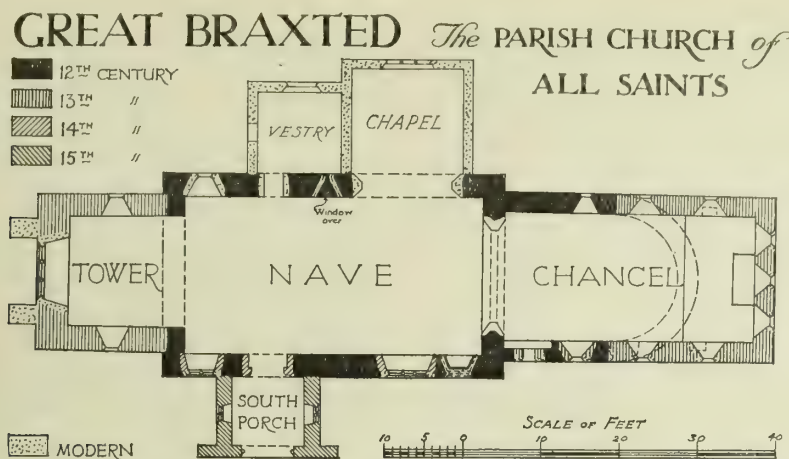 GREAT BRAXTED The PARISH CHURCH of
ALL SAINTS
12TH CENTURY
13TH "
14TH "
15TH "
VESTRY
CHAPEL
Window
over
TOWER
NAVE
CHANCEL
SOUTH
PORCH
MODERN
SCALE OF FEET
10 5 0 10 20 30 40